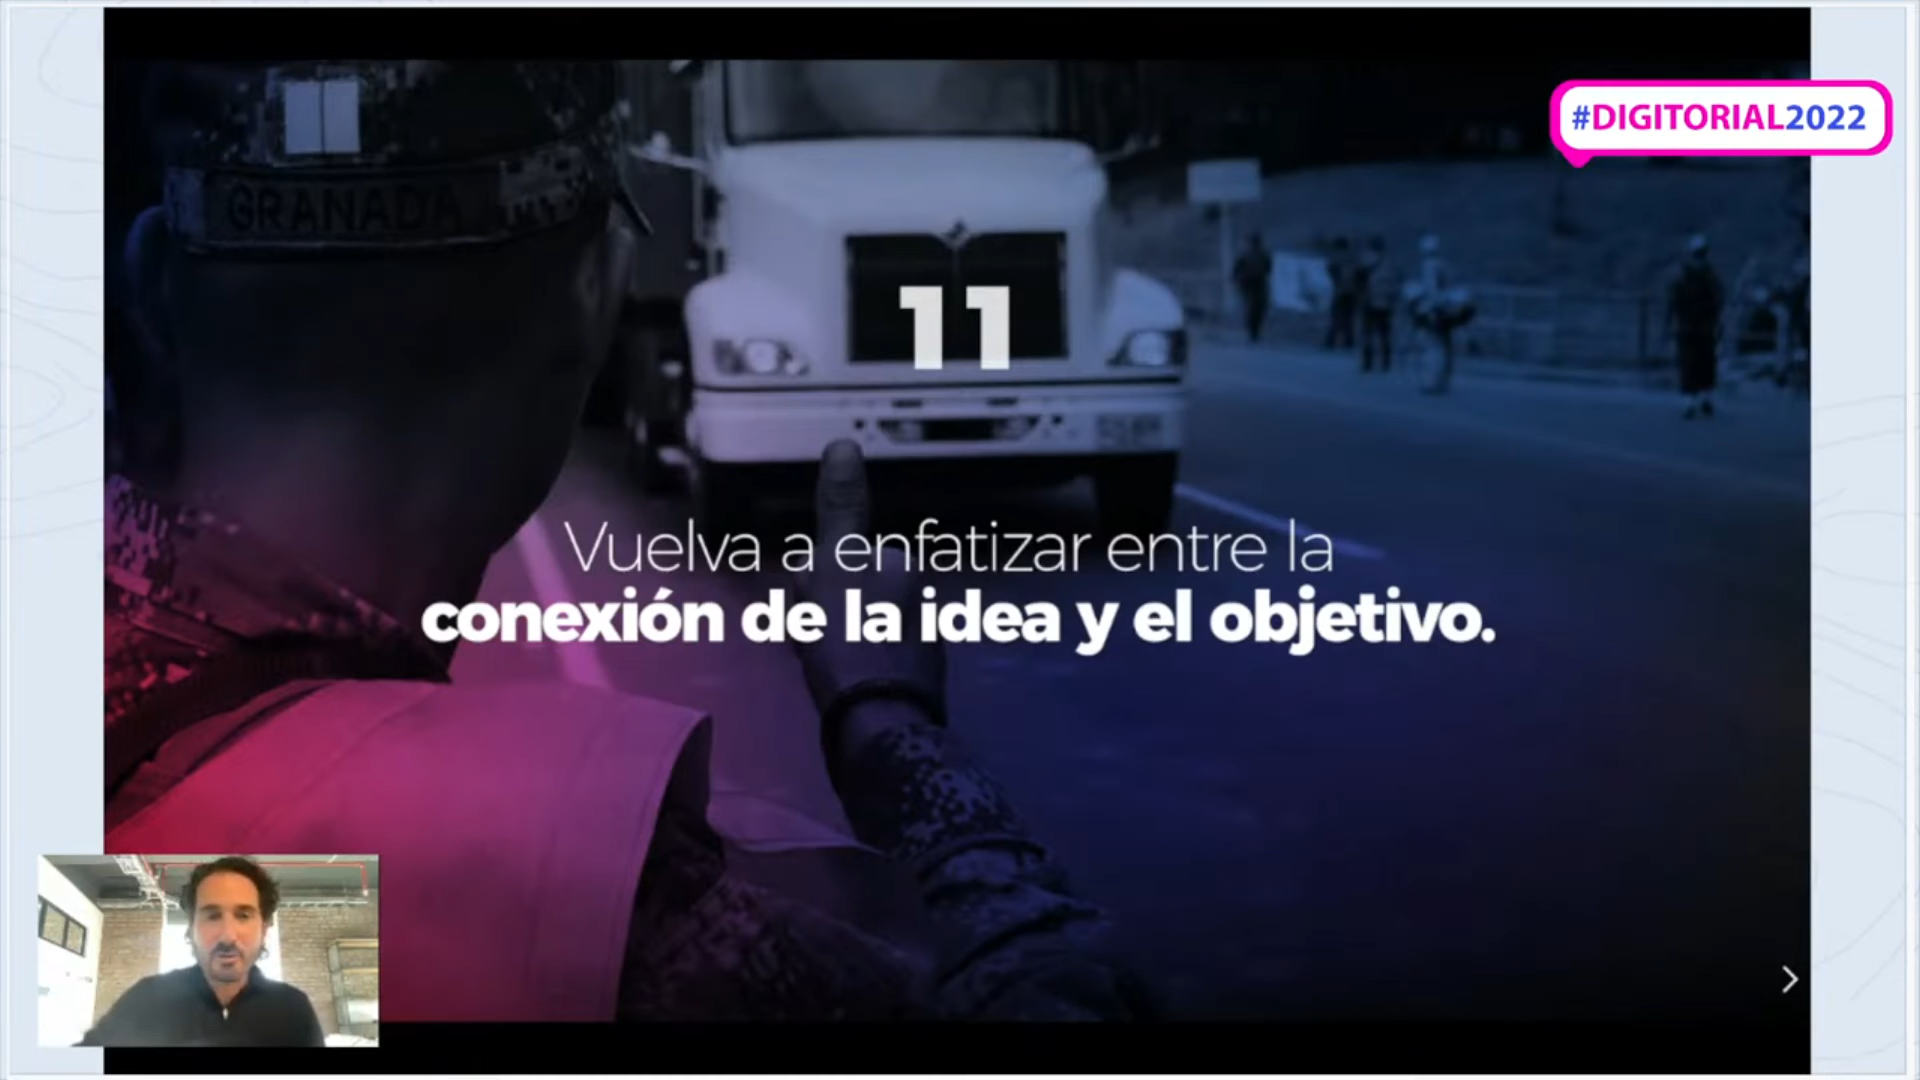 #DIGITORIAL2022
GRANADA
11
Vuelva a enfatizar entre la
conexión de la idea y el objetivo.